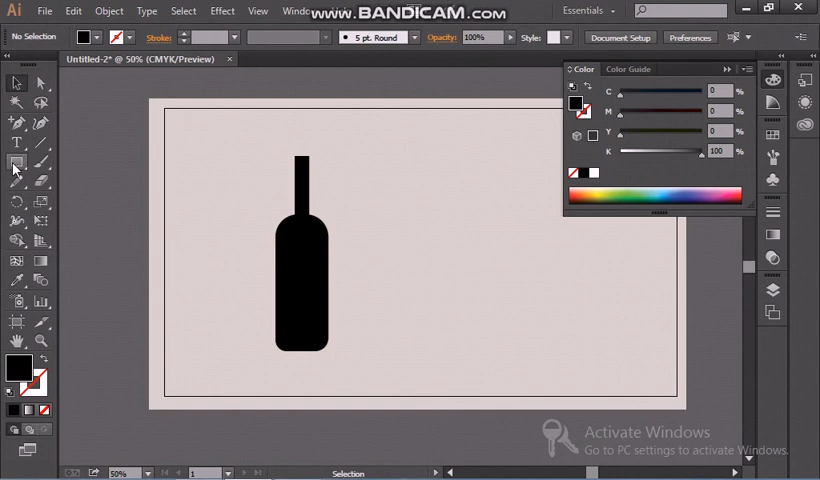 www.BANDICAM.com
Ai File Edit Object Type Select Effect View Essentials
No Selection Stroke: 5 pt. Round Opacity: 100% Style: Document Setup Preferences
Untitled-2* @ 50% (CMYK/Preview) ×
Color Color Guide
C 0 %
M 0 %
Y 0 %
K 100 %
Activate Windows
Go to PC settings to activate Windows.
50% 1 Selection